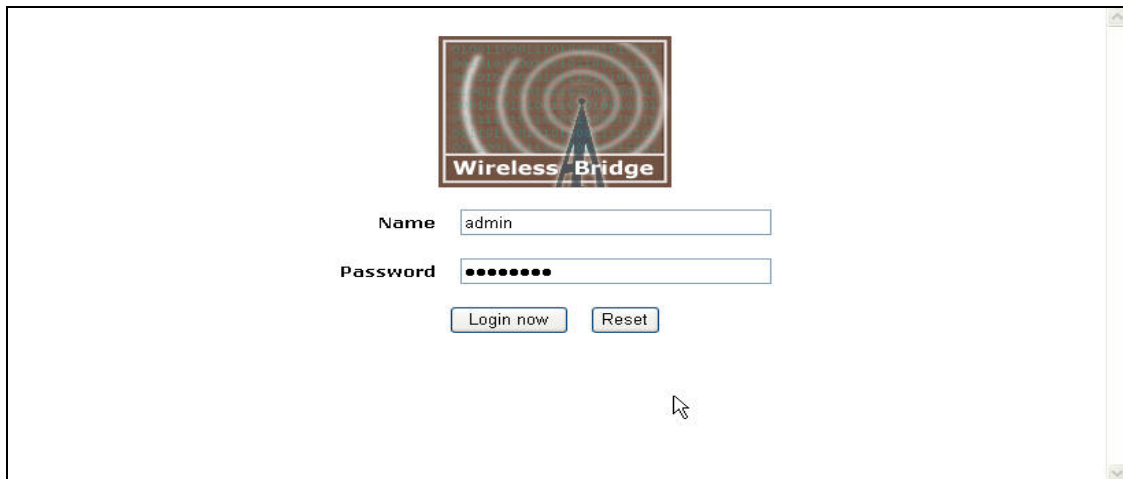 Wireless Bridge
Name admin
Password ••••••••
Login now Reset